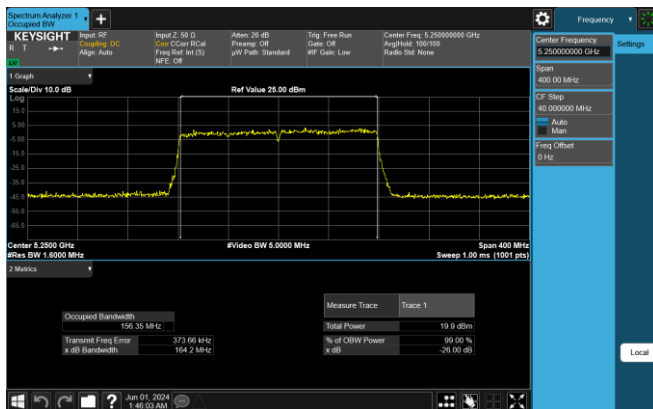 Spectrum Analyzer 1
Occupied BW
+
Frequency
KEYSIGHT
R T
Input: RF
Coupling: DC
Align: Auto
Input Z: 50 Ω
Corr CCorr RCal
Freq Ref: Int (S)
NFE: Off
Atten: 20 dB
Preamp: Off
µW Path: Standard
Trig: Free Run
Gate: Off
#IF Gain: Low
Center Freq: 5.250000000 GHz
Avg|Hold: 100/100
Radio Std: None
Center Frequency
5.250000000 GHz
Settings
Span
400.00 MHz
CF Step
40.000000 MHz
Auto
Man
Freq Offset
0 Hz
Local
1 Graph
Scale/Div 10.0 dB
Ref Value 25.00 dBm
Log
15.0
5.00
-5.00
-15.0
-25.0
-35.0
-45.0
-55.0
-65.0
Center 5.2500 GHz
#Video BW 5.0000 MHz
Span 400 MHz
#Res BW 1.6000 MHz
Sweep 1.00 ms (1001 pts)
2 Metrics
Measure Trace
Trace 1
Occupied Bandwidth
156.35 MHz
Total Power
19.9 dBm
Transmit Freq Error
373.66 kHz
% of OBW Power
99.00 %
x dB Bandwidth
164.2 MHz
x dB
-26.00 dB
?
Jun 01, 2024
1:46:03 AM